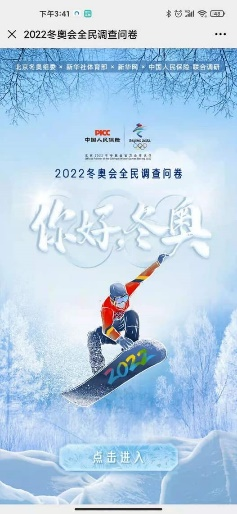 下午3:41
2022冬奥会全民调查问卷
北京冬奥组委 × 新华社体育部 × 新华网 × 中国人民保险 联合调研
PICC
中国人民保险
BEIJING 2022
2022冬奥会全民调查问卷
你好,冬奥
2022
点击进入